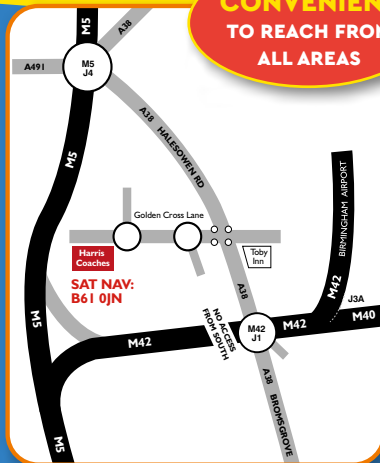 CONVENIEN
TO REACH FROM
ALL AREAS
M5
A38
A491
M5
J4
A38
HALESOWEN RD
M5
Golden Cross Lane
Harris
Coaches
Toby
Inn
SAT NAV:
B61 0JN
BIRMINGHAM AIRPORT
M42
A38
J3A
M40
M42
M42
J1
NO ACCESS
FROM SOUTH
M42
M5
A38
BROMSGROVE
M5